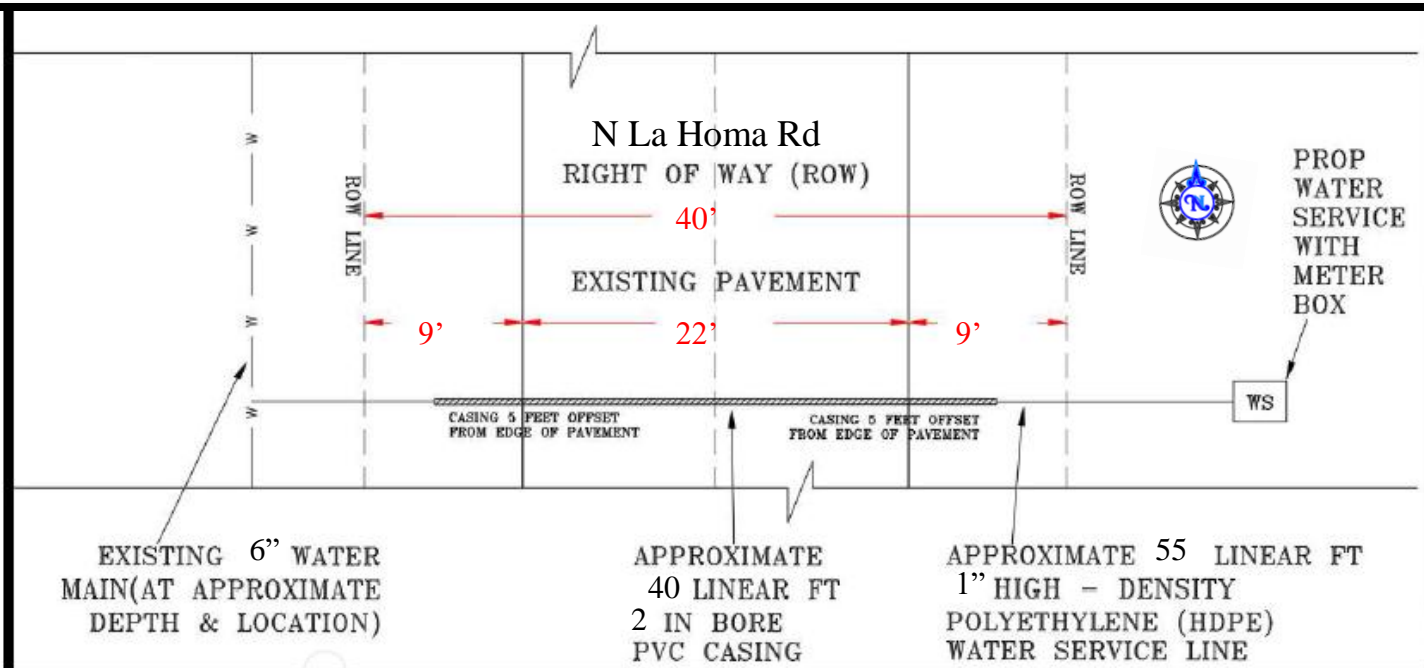 N La Homa Rd
RIGHT OF WAY (ROW)
40’
ROW LINE
ROW LINE
EXISTING PAVEMENT
9’
22’
9’
W
W
W
W
W
N
PROP
WATER
SERVICE
WITH
METER
BOX
WS
CASING 5 FEET OFFSET
FROM EDGE OF PAVEMENT
CASING 5 FEET OFFSET
FROM EDGE OF PAVEMENT
EXISTING 6” WATER
MAIN(AT APPROXIMATE
DEPTH & LOCATION)
APPROXIMATE
40 LINEAR FT
2 IN BORE
PVC CASING
APPROXIMATE 55 LINEAR FT
1” HIGH - DENSITY
POLYETHYLENE (HDPE)
WATER SERVICE LINE